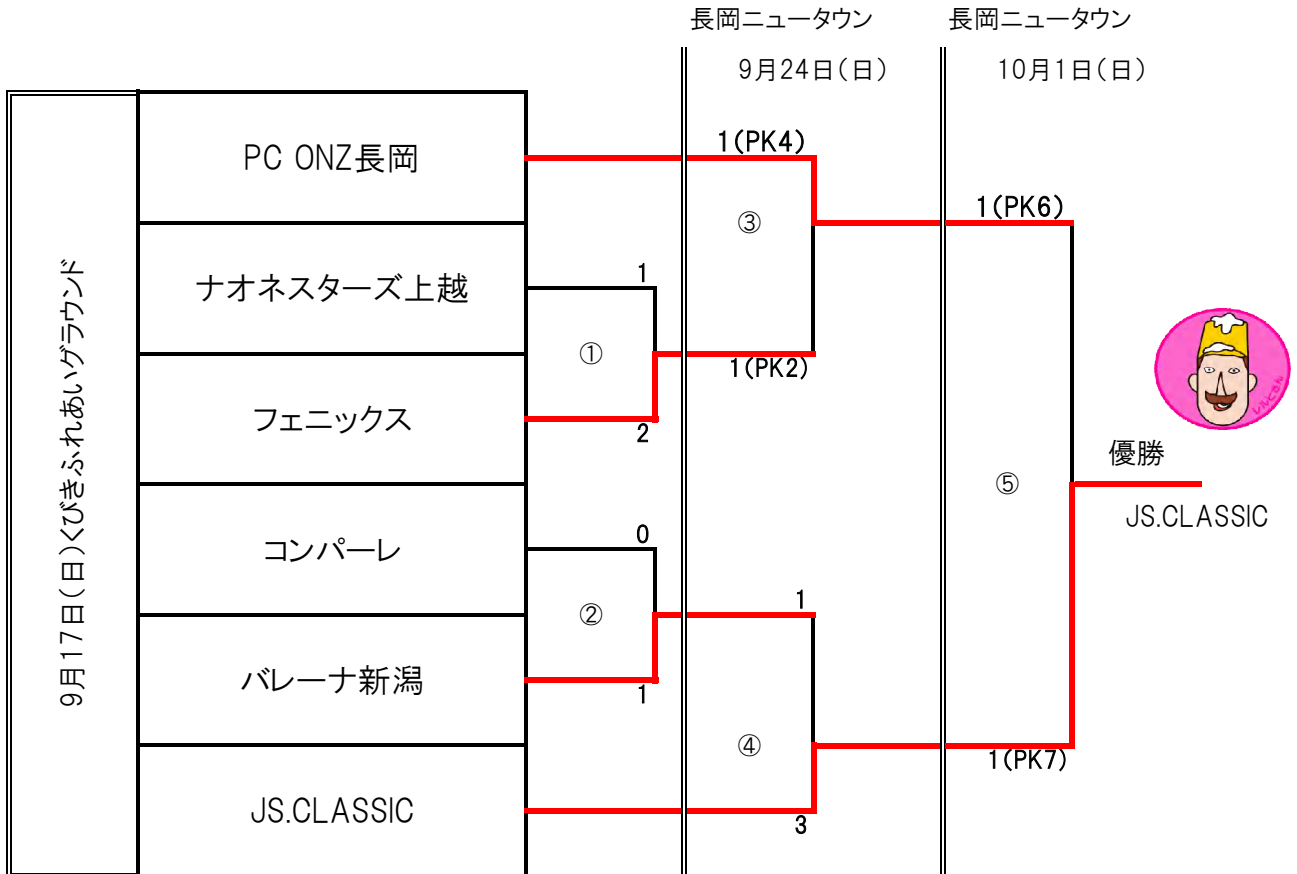 長岡ニュータウン
長岡ニュータウン
9月24日(日)
10月1日(日)
9月17日(日)くびきふれあいグラウンド
PC ONZ長岡
1(PK4)
③
1(PK6)
ナオネスターズ上越
1
①
1(PK2)
フェニックス
2
レルヒさん
優勝
⑤
JS.CLASSIC
コンパーレ
0
②
1
バレーナ新潟
1
④
1(PK7)
JS.CLASSIC
3